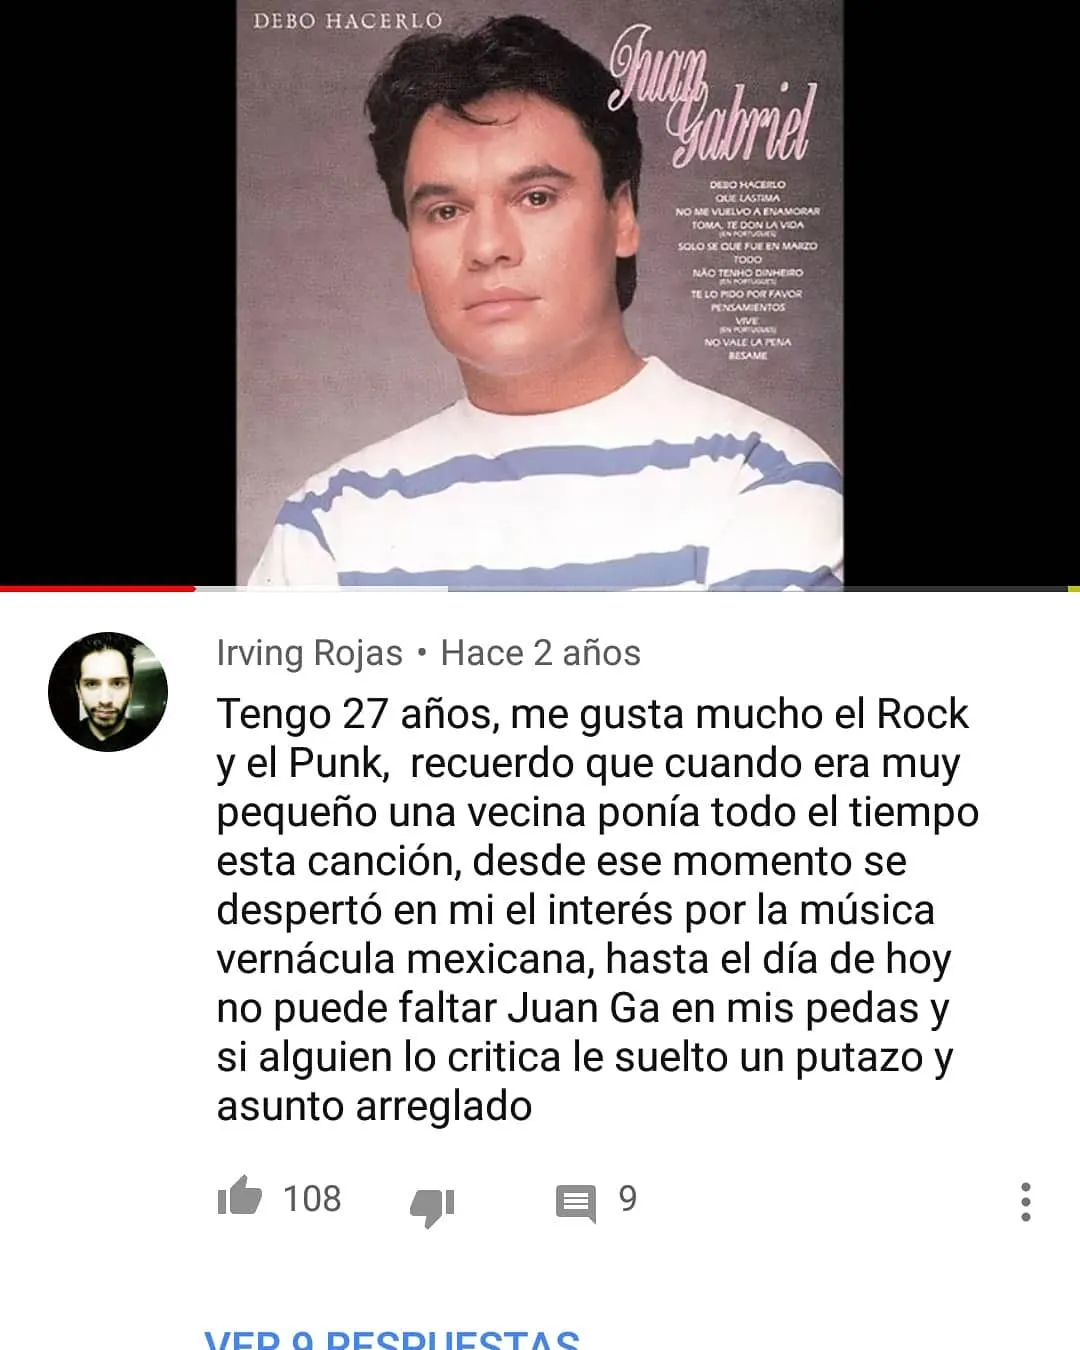 DEBO HACERLO
Juan
Gabriel
DEBO HACERLO
QUE LASTIMA
NO ME VUELVO A ENAMORAR
TOMA, TE DON LA VIDA
(EN PORTUGUES)
SOLO SE QUE FUE EN MARZO
TODO
NÃO TENHO DINHEIRO
(EN PORTUGUES)
TE LO PIDO POR FAVOR
PENSAMIENTOS
VIVE
(EN PORTUGUES)
NO VALE LA PENA
BESAME
Irving Rojas • Hace 2 años
Tengo 27 años, me gusta mucho el Rock
y el Punk,  recuerdo que cuando era muy
pequeño una vecina ponía todo el tiempo
esta canción, desde ese momento se
despertó en mi el interés por la música
vernácula mexicana, hasta el día de hoy
no puede faltar Juan Ga en mis pedas y
si alguien lo critica le suelto un putazo y
asunto arreglado
108
9
VER 9 RESPUESTAS